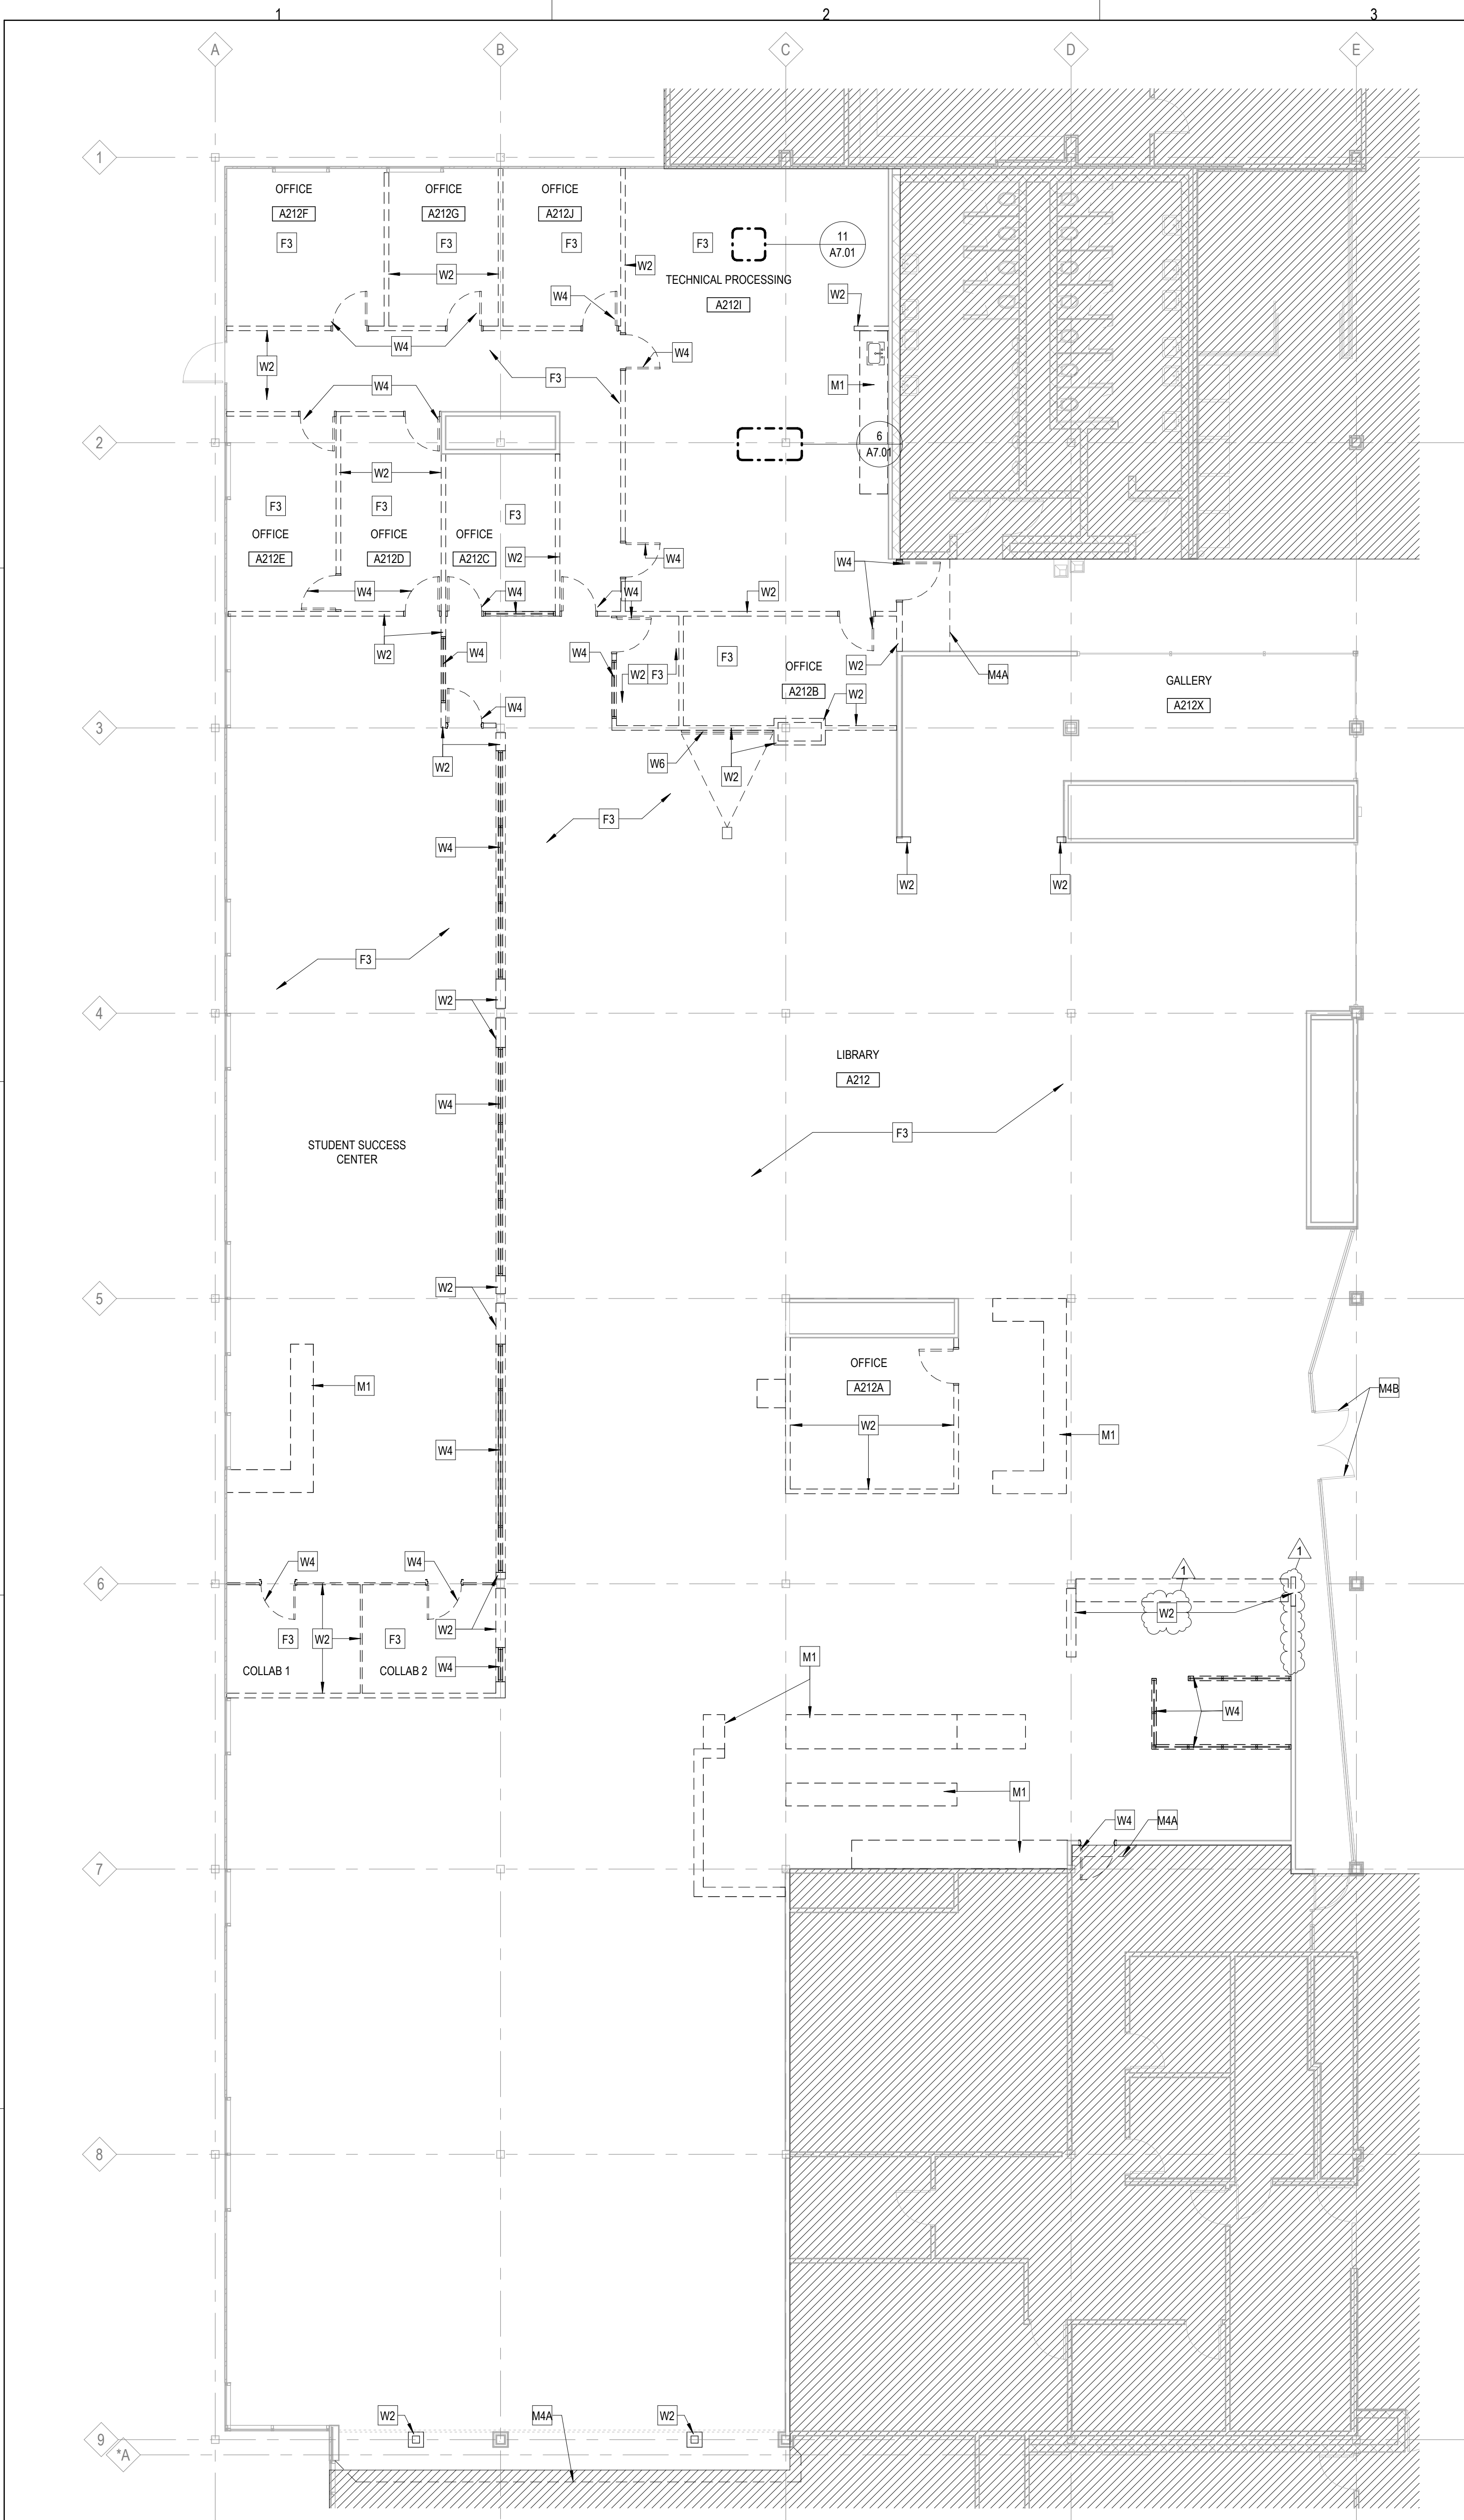 1
2
3
A
B
C
D
E
1
OFFICE
A212F
F3
OFFICE
A212G
F3
OFFICE
A212J
F3
F3
11
A7.01
W2
W2
TECHNICAL PROCESSING
A212I
W4
W2
W4
W4
W2
F3
M1
W4
2
6
A7.01
W2
F3
F3
F3
OFFICE
A212E
OFFICE
A212D
OFFICE
A212C
W2
W4
W4
W4
W4
W4
W2
W2
W4
W4
F3
OFFICE
A212B
W2
W2
F3
W2
M4A
GALLERY
A212X
W4
3
W2
W6
W2
F3
W4
W2
W2
F3
W2
4
LIBRARY
A212
W4
F3
STUDENT SUCCESS
CENTER
W2
5
OFFICE
A212A
M1
M4B
W2
M1
W4
1
1
W4
W4
6
W2
W2
F3
W2
F3
COLLAB 1
COLLAB 2
W4
M1
W4
M1
W4
M4A
7
8
W2
M4A
W2
9
*A